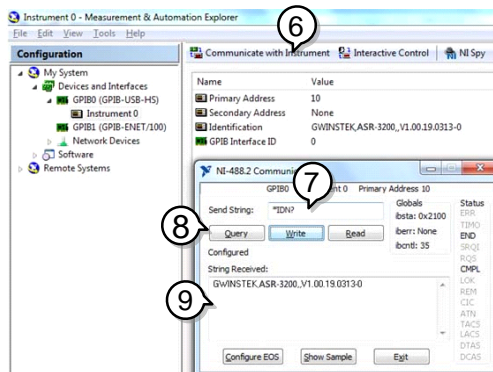 Instrument 0 - Measurement & Automation Explorer
6
File Edit View Tools Help
Configuration
Communicate with Instrument Interactive Control NI Spy
My System
Devices and Interfaces
GPIB0 (GPIB-USB-HS)
Instrument 0
GPIB1 (GPIB-ENET/100)
Network Devices
Software
Remote Systems
Name Value
Primary Address 10
Secondary Address None
Identification GWINSTEK,ASR-3200,,V1.00.19.0313-0
GPIB Interface ID 0
NI-488.2
7
GPIB0 0 Primary Address 10
Send String: *IDN?
8
Query Write Read
Configured
String Received:
GWINSTEK,ASR-3200,,V1.00.19.0313-0
9
Configure EOS Show Sample Exit
Globals
ibsta: 0x2100
iberr: None
ibcntl: 35
Status
ERR
TIMO
END
SRQI
RQS
CMPL
LOK
REM
CIC
ATN
TACS
LACS
DTAS
DCAS